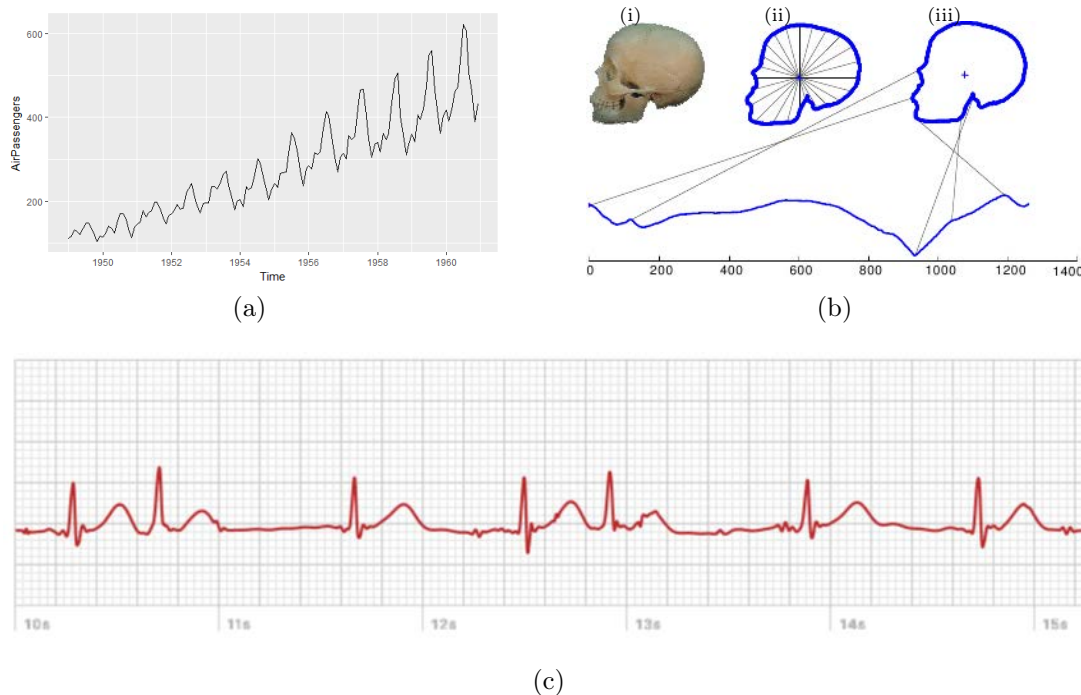 600
400
200
AirPassengers
1950 1952 1954 1956 1958 1960
Time
(a)
(i) (ii) (iii)
0 200 400 600 800 1000 1200 1400
(b)
10s 11s 12s 13s 14s 15s
(c)